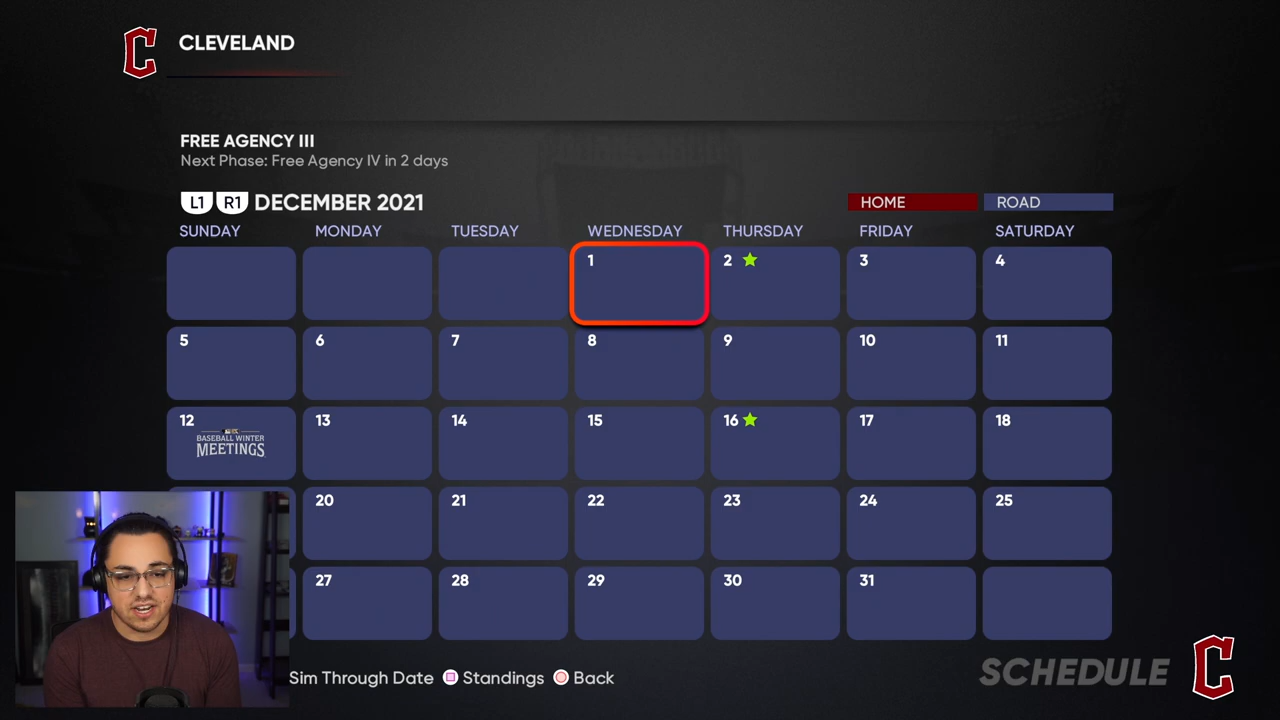 C
CLEVELAND
FREE AGENCY III
Next Phase: Free Agency IV in 2 days
L1 R1 DECEMBER 2021
HOME ROAD
SUNDAY MONDAY TUESDAY WEDNESDAY THURSDAY FRIDAY SATURDAY
1 2 3 4
5 6 7 8 9 10 11
12 13 14 15 16 17 18
BASEBALL WINTER
MEETINGS
20 21 22 23 24 25
27 28 29 30 31
Sim Through Date Standings Back
SCHEDULE C